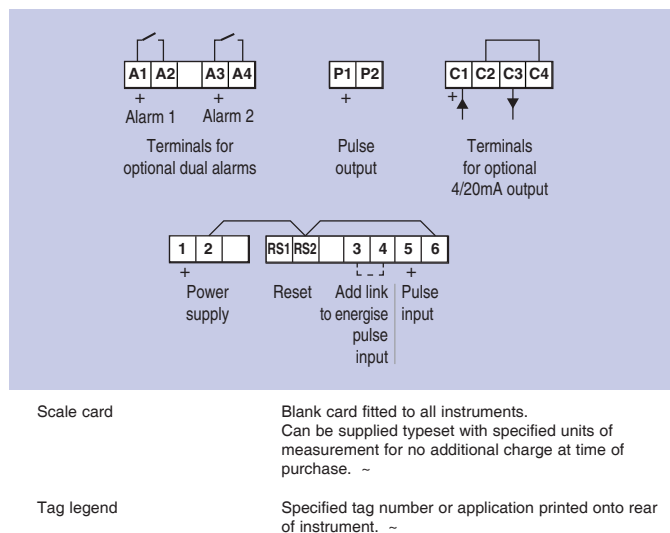 A1 A2 A3 A4
+ +
Alarm 1 Alarm 2
Terminals for
optional dual alarms
P1 P2
+
Pulse
output
C1 C2 C3 C4
+
Terminals
for optional
4/20mA output
1 2 RS1 RS2 3 4 5 6
+ +
Power
supply
Reset
Add link
to energise
pulse
input
Pulse
input
Scale card
Blank card fitted to all instruments.
Can be supplied typeset with specified units of
measurement for no additional charge at time of
purchase. ~
Tag legend
Specified tag number or application printed onto rear
of instrument. ~